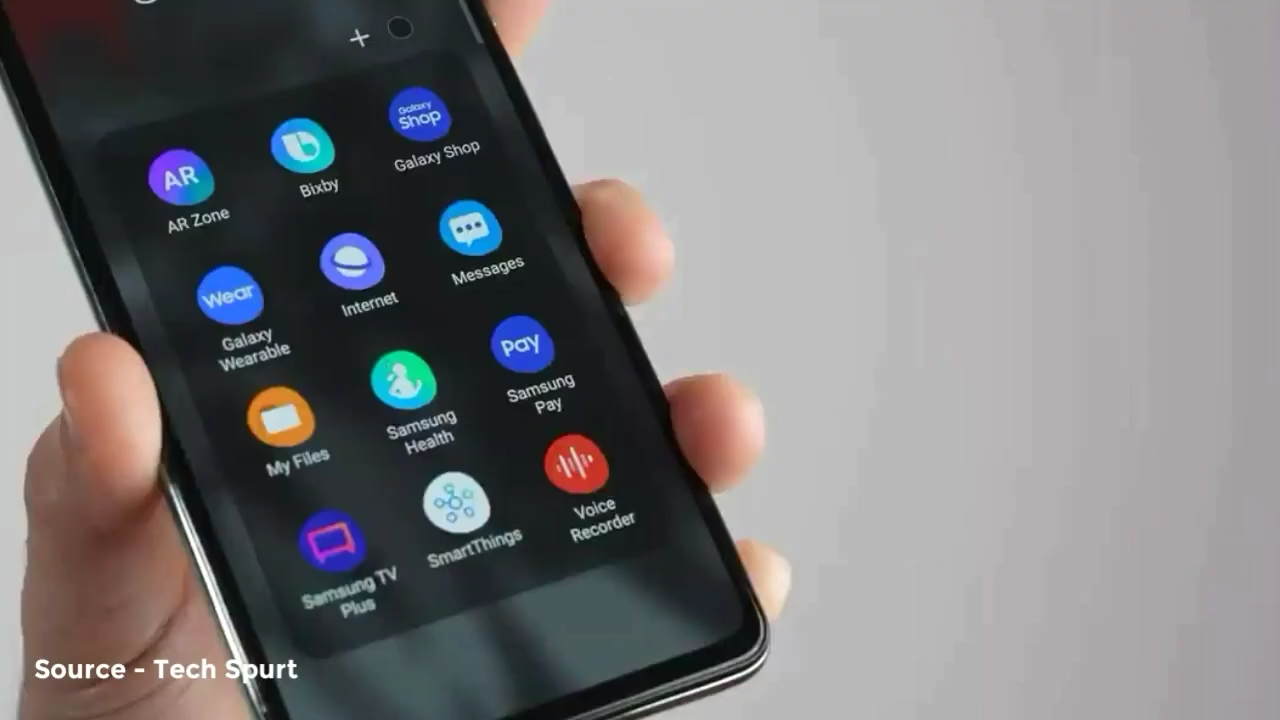 Galaxy
Shop
Galaxy Shop
Bixby
AR
AR Zone
Messages
Internet
Wear
Galaxy
Wearable
pay
Samsung
Pay
Samsung
Health
My Files
Voice
Recorder
SmartThings
Samsung TV
Plus
Source - Tech Spurt